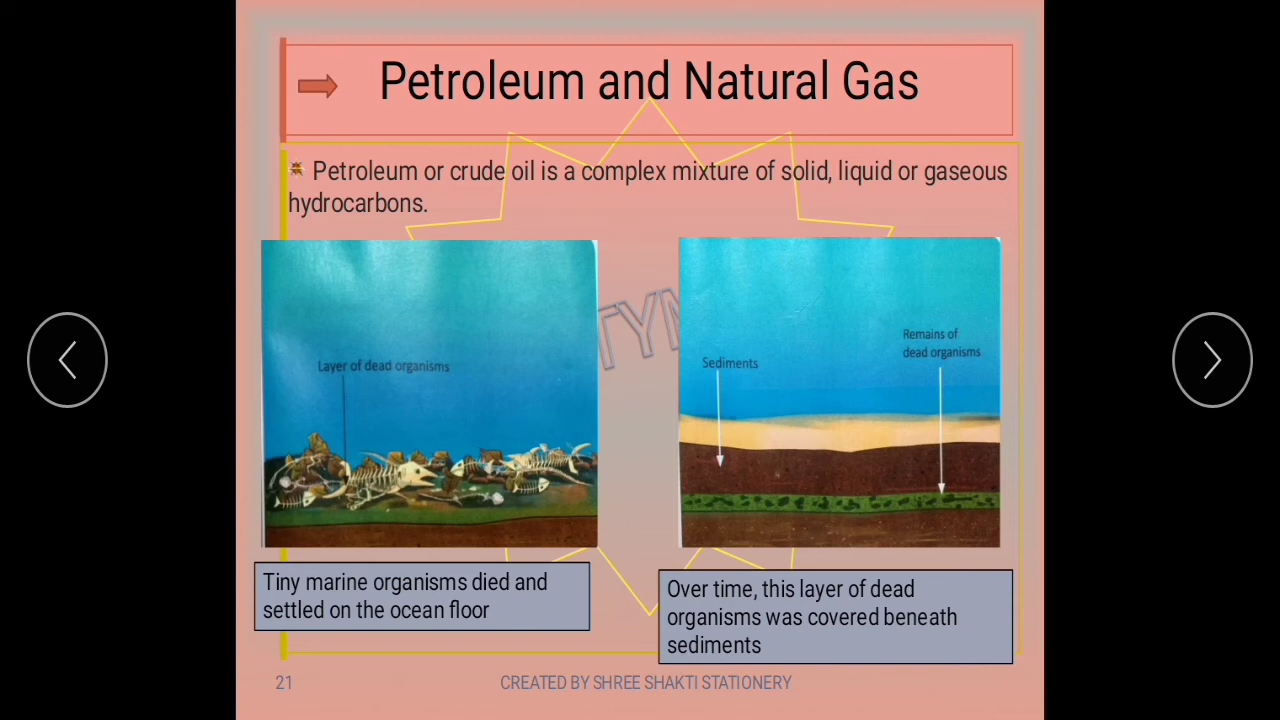 Petroleum and Natural Gas
Petroleum or crude oil is a complex mixture of solid, liquid or gaseous
hydrocarbons.
Layer of dead organisms
Sediments
Remains of
dead organisms
Tiny marine organisms died and
settled on the ocean floor
Over time, this layer of dead
organisms was covered beneath
sediments
21
CREATED BY SHREE SHAKTI STATIONERY